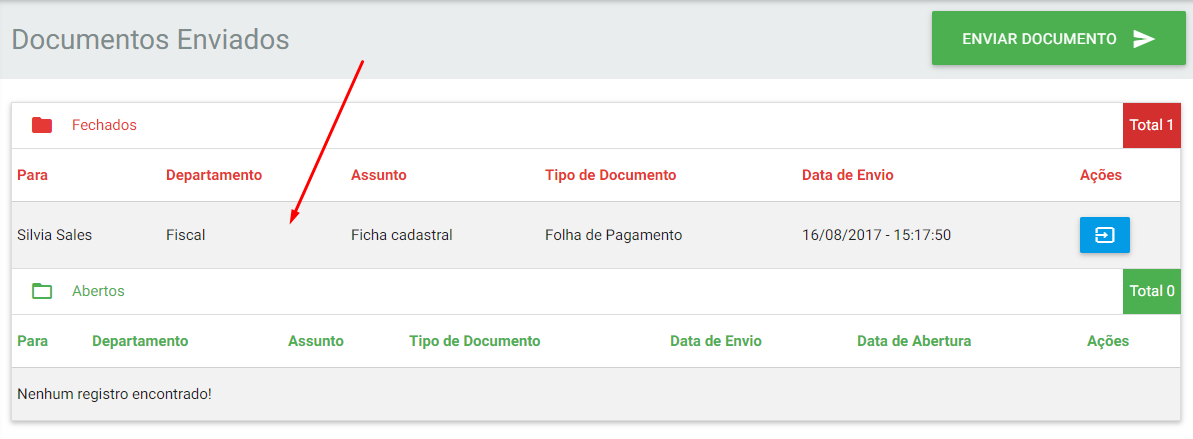 Documentos Enviados ENVIAR DOCUMENTO
Fechados Total 1
Para Departamento Assunto Tipo de Documento Data de Envio Ações
Silvia Sales Fiscal Ficha cadastral Folha de Pagamento 16/08/2017 - 15:17:50
Abertos Total 0
Para Departamento Assunto Tipo de Documento Data de Envio Data de Abertura Ações
Nenhum registro encontrado!